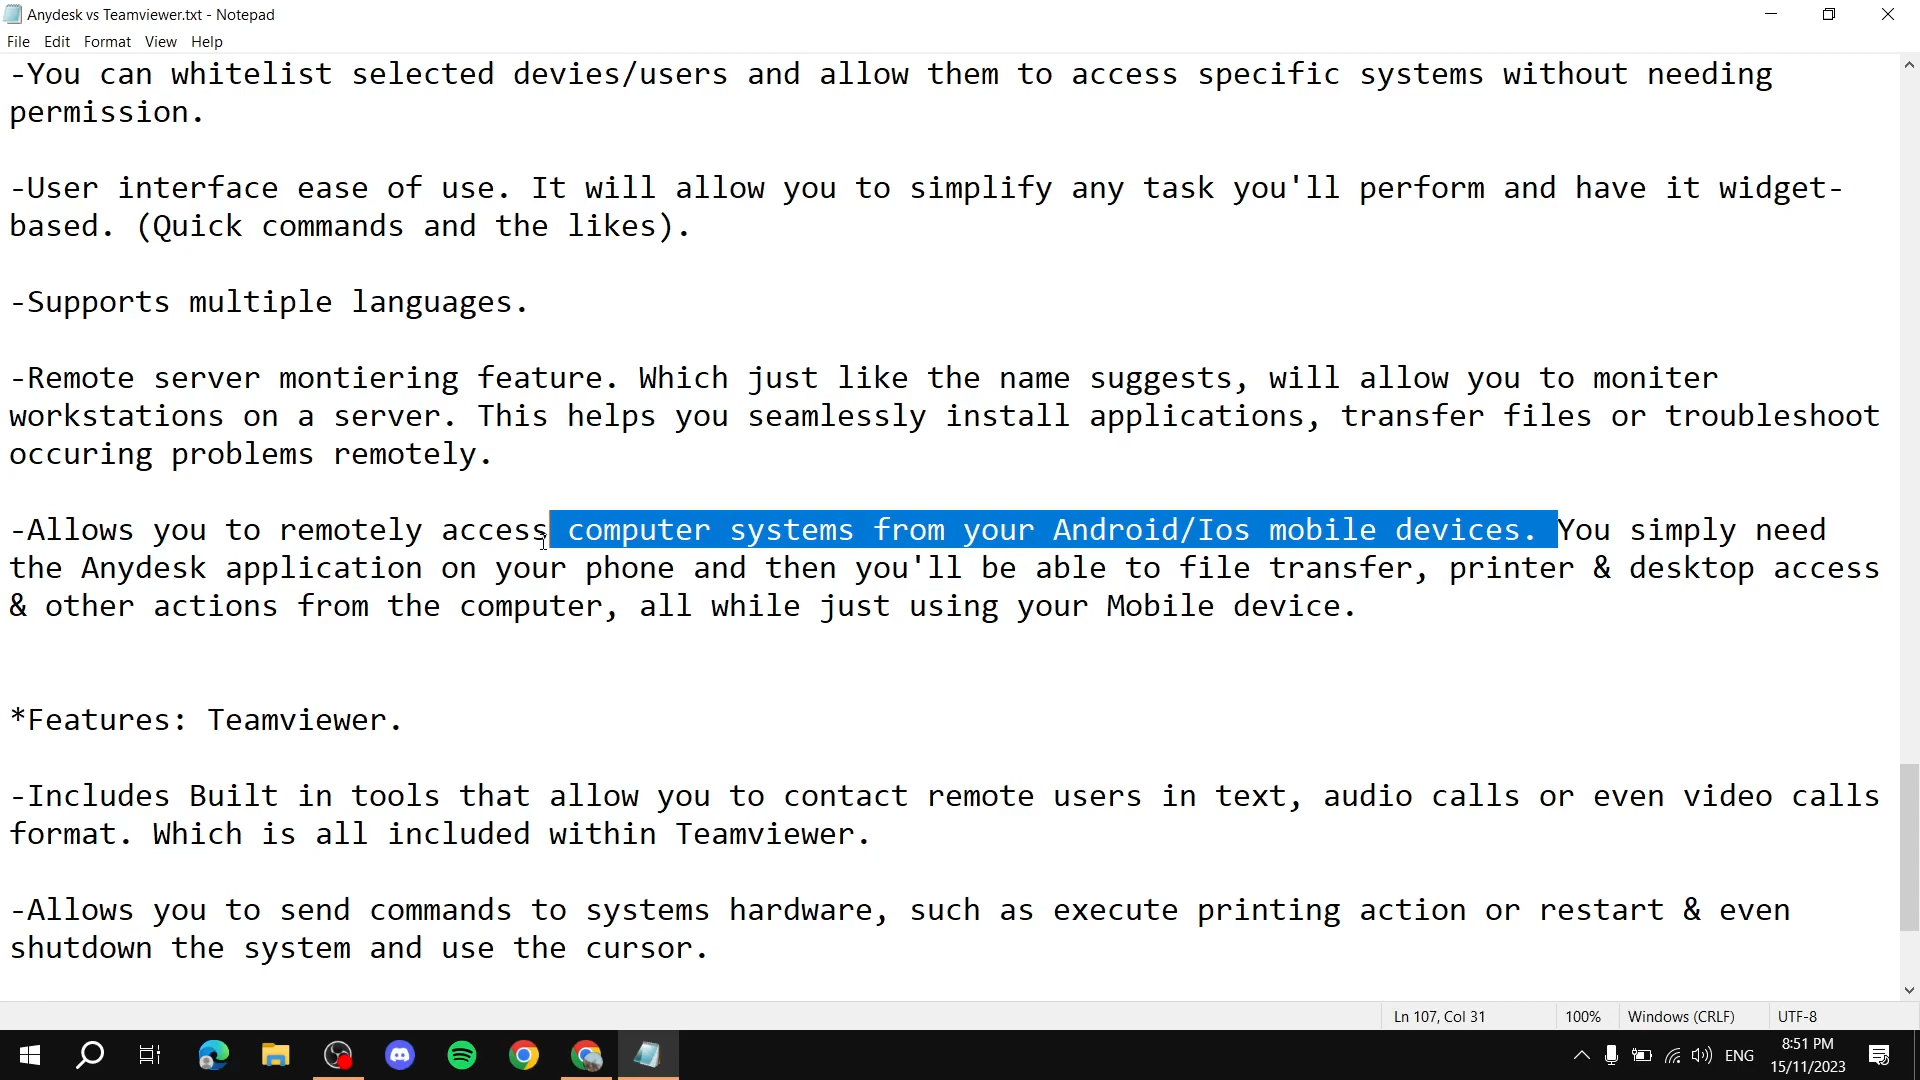 Anydesk vs Teamviewer.txt - Notepad
File Edit Format View Help
-You can whitelist selected devies/users and allow them to access specific systems without needing
permission.
-User interface ease of use. It will allow you to simplify any task you'll perform and have it widget-
based. (Quick commands and the likes).
-Supports multiple languages.
-Remote server montiering feature. Which just like the name suggests, will allow you to moniter
workstations on a server. This helps you seamlessly install applications, transfer files or troubleshoot
occuring problems remotely.
-Allows you to remotely access computer systems from your Android/Ios mobile devices. You simply need
the Anydesk application on your phone and then you'll be able to file transfer, printer & desktop access
& other actions from the computer, all while just using your Mobile device.
*Features: Teamviewer.
-Includes Built in tools that allow you to contact remote users in text, audio calls or even video calls
format. Which is all included within Teamviewer.
-Allows you to send commands to systems hardware, such as execute printing action or restart & even
shutdown the system and use the cursor.
Ln 107, Col 31 100% Windows (CRLF) UTF-8
ENG
8:51 PM
15/11/2023